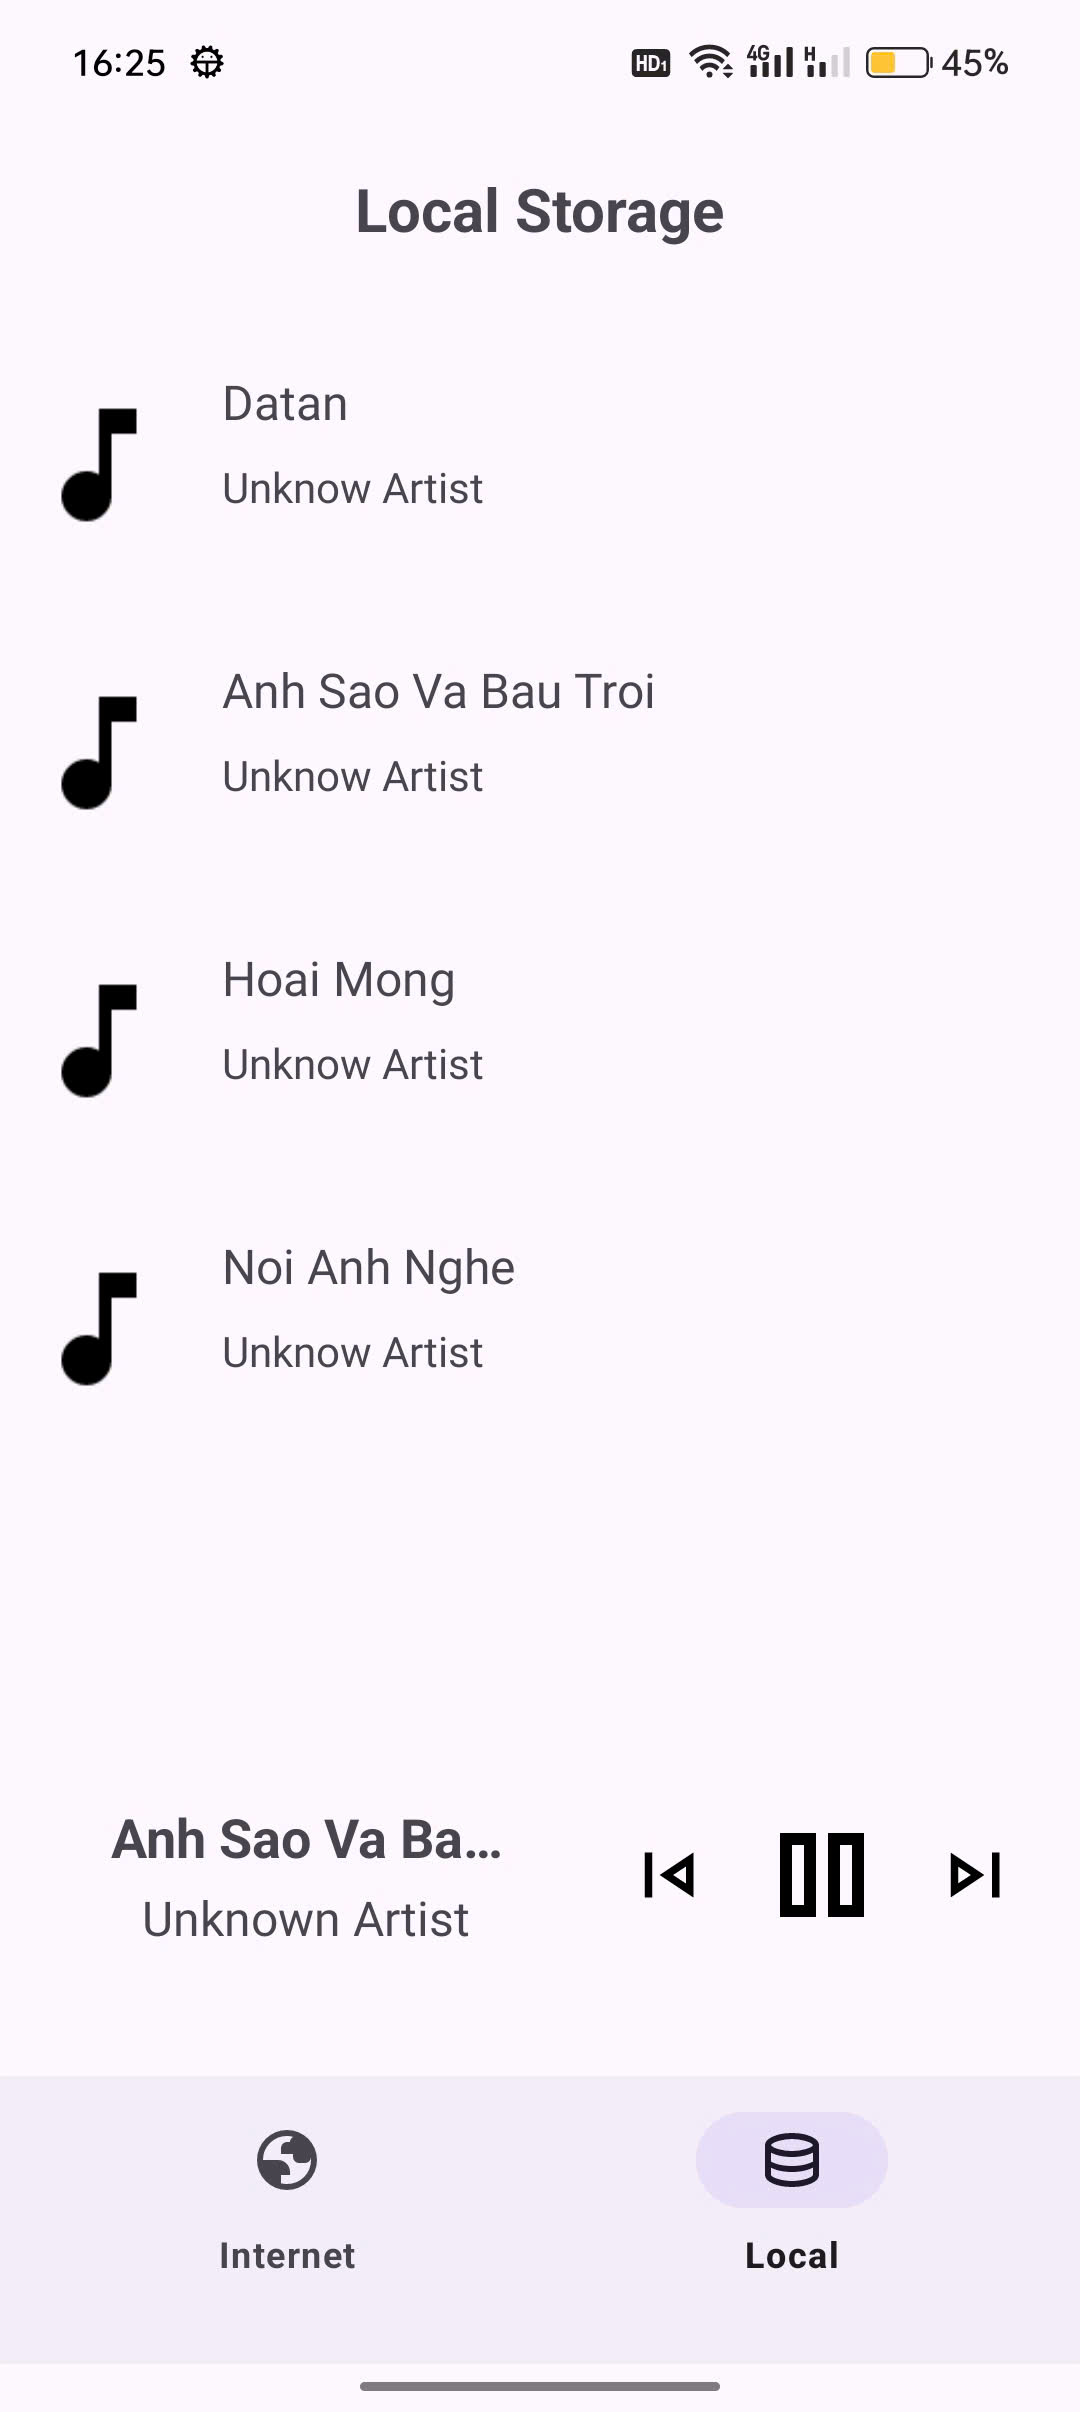 16:25 HD1 4G H 45%
Local Storage
Datan
Unknow Artist
Anh Sao Va Bau Troi
Unknow Artist
Hoai Mong
Unknow Artist
Noi Anh Nghe
Unknow Artist
Anh Sao Va Ba...
Unknown Artist
Internet
Local